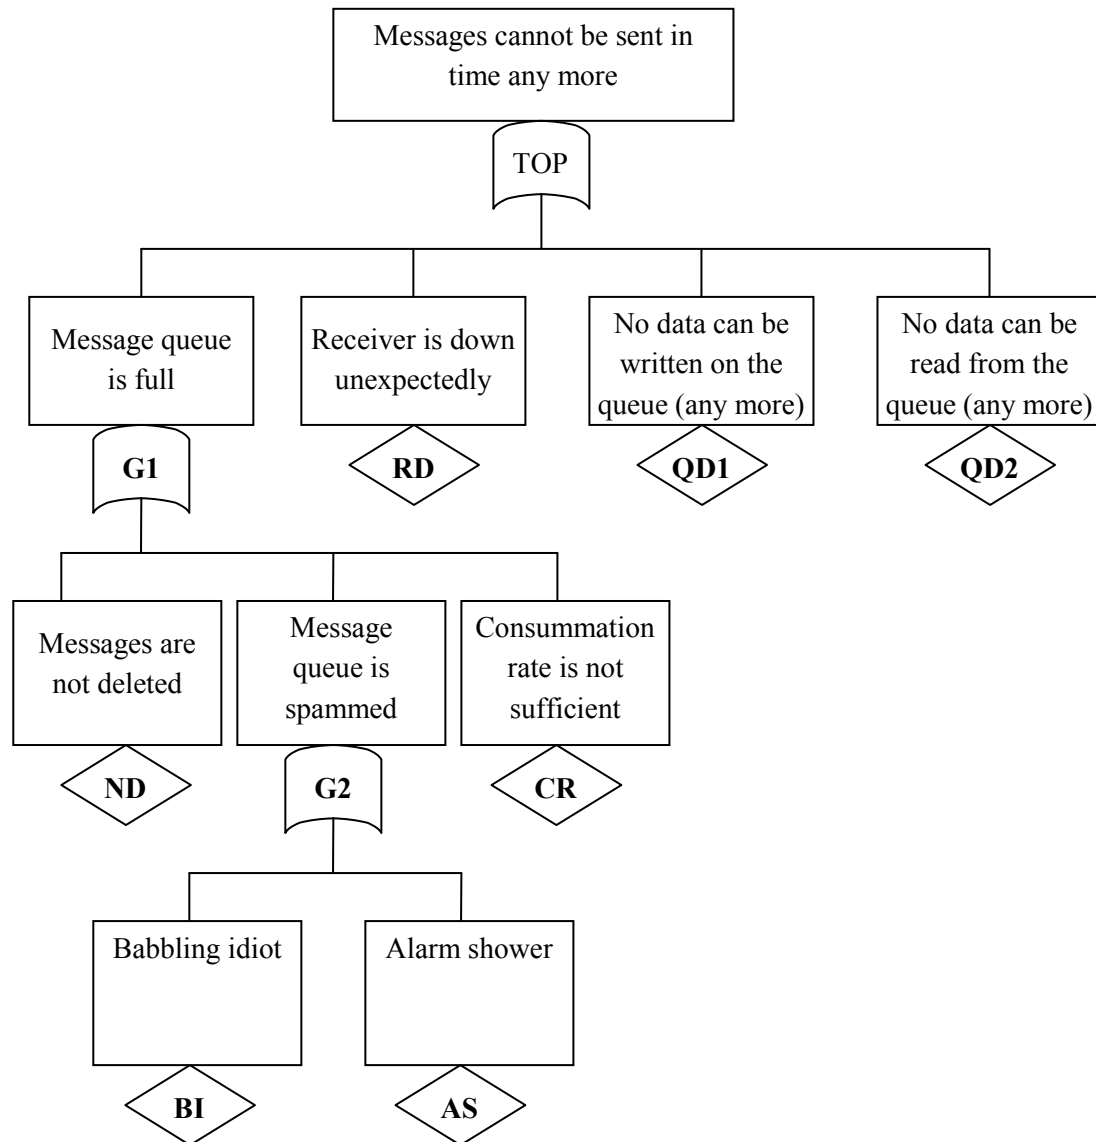 Messages cannot be sent in
time any more
TOP
Message queue
is full
Receiver is down
unexpectedly
No data can be
written on the
queue (any more)
No data can be
read from the
queue (any more)
G1
RD
QD1
QD2
Messages are
not deleted
Message
queue is
spammed
Consummation
rate is not
sufficient
ND
G2
CR
Babbling idiot
Alarm shower
BI
AS